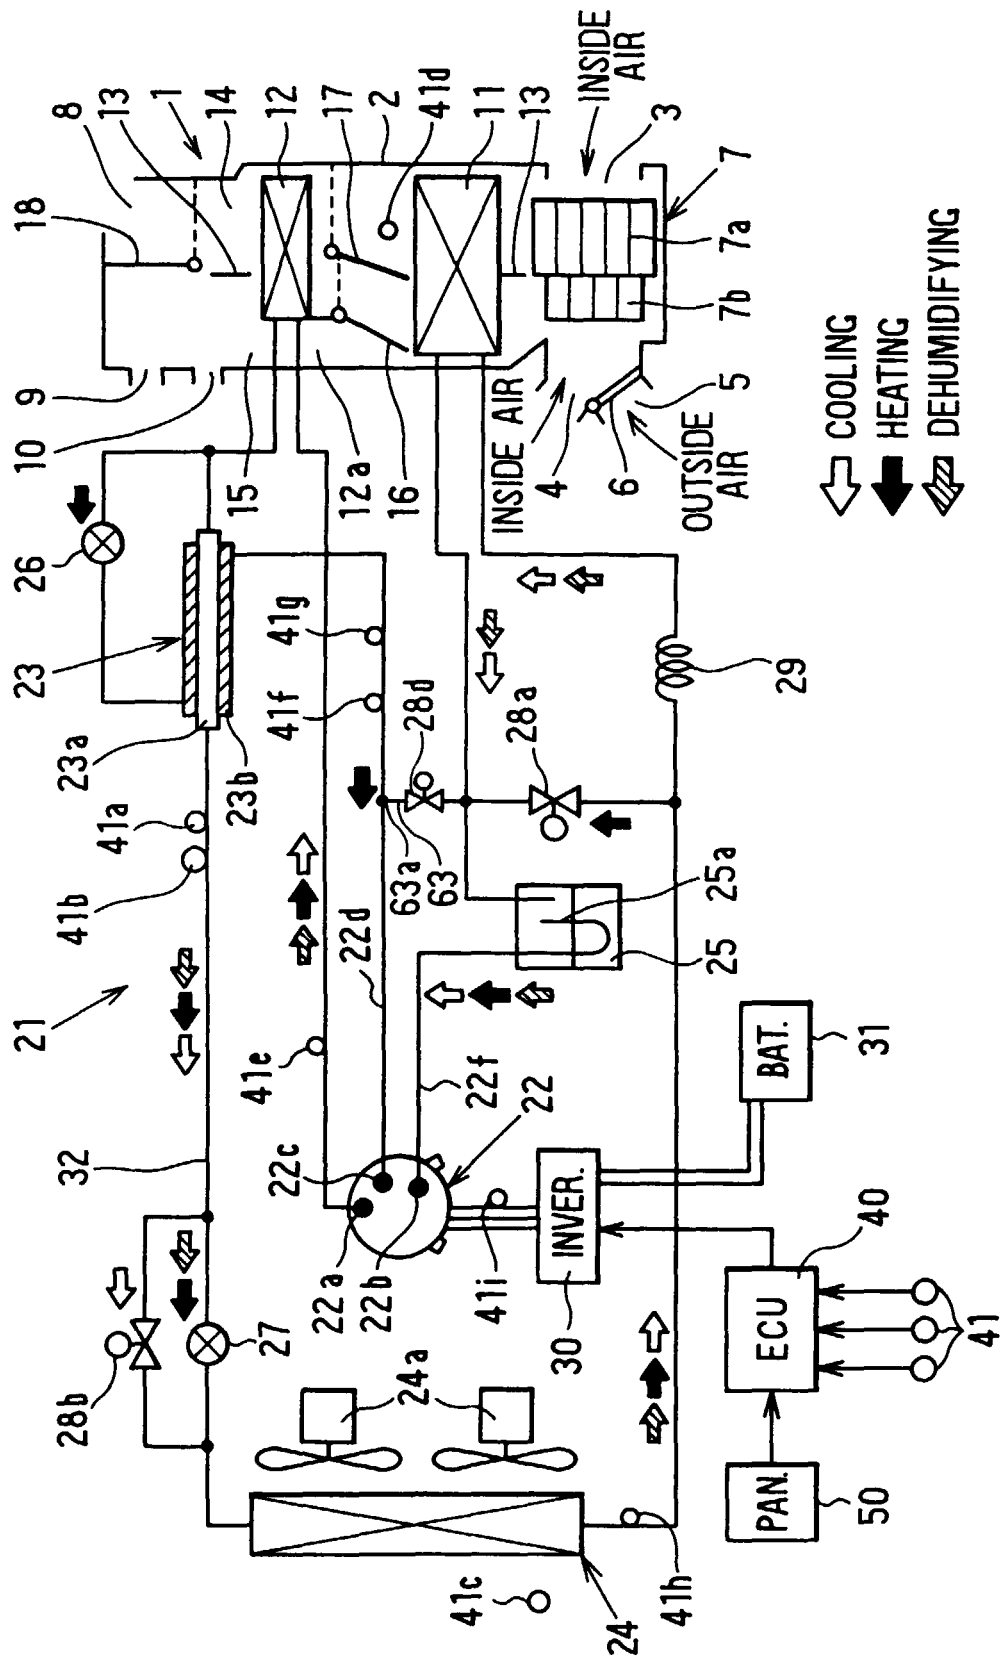 8
13
1
14
12
17
2
41d
11
13
INSIDE AIR
3
7
18
7a
7b
9
10
15
12a
16
INSIDE AIR
4
6
OUTSIDE AIR
5
COOLING
HEATING
DEHUMIDIFYING
26
23
23a
23b
41g
41f
28d
28a
29
41a
41b
63a
63
22d
25a
25
21
41e
22f
22
BAT.
31
32
22c
22a
22b
41i
INVER.
30
40
ECU
41
28b
27
24a
PAN.
50
41c
24
41h